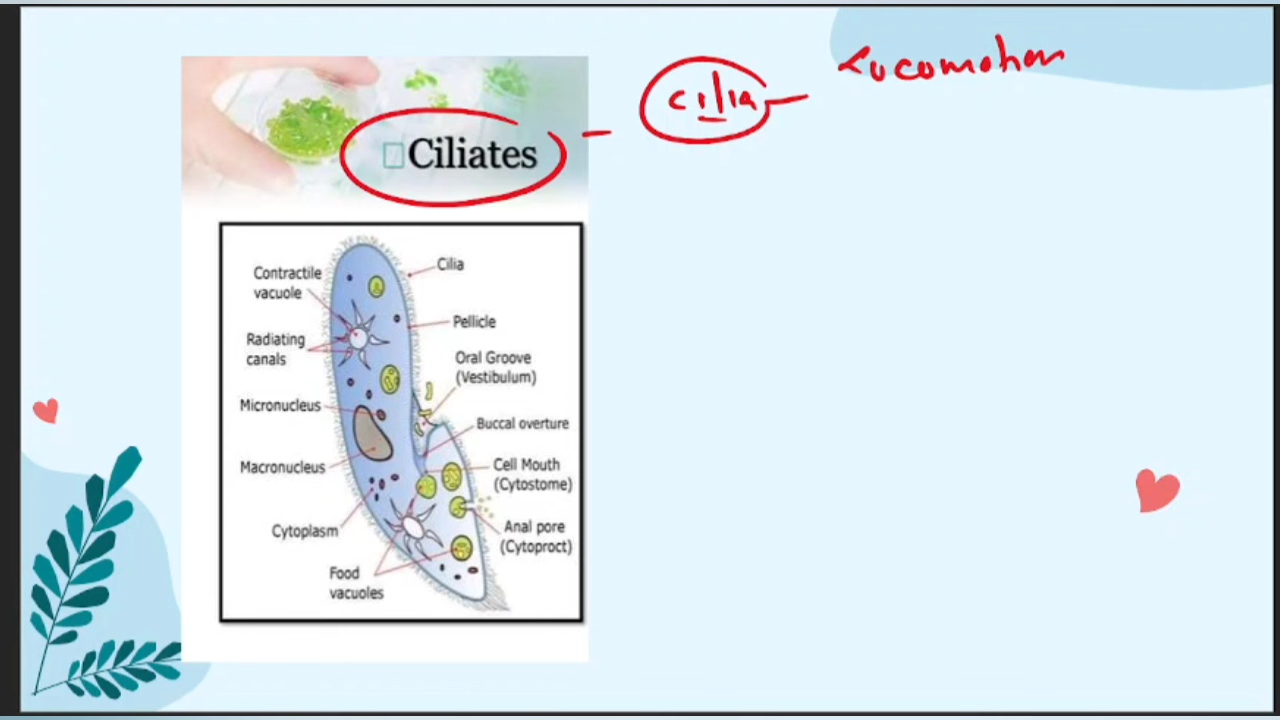 Locomotion
cilia
Ciliates
Contractile
vacuole
Cilia
Radiating
canals
Pellicle
Oral Groove
(Vestibulum)
Micronucleus
Buccal overture
Macronucleus
Cell Mouth
(Cytostome)
Cytoplasm
Anal pore
(Cytoproct)
Food
vacuoles